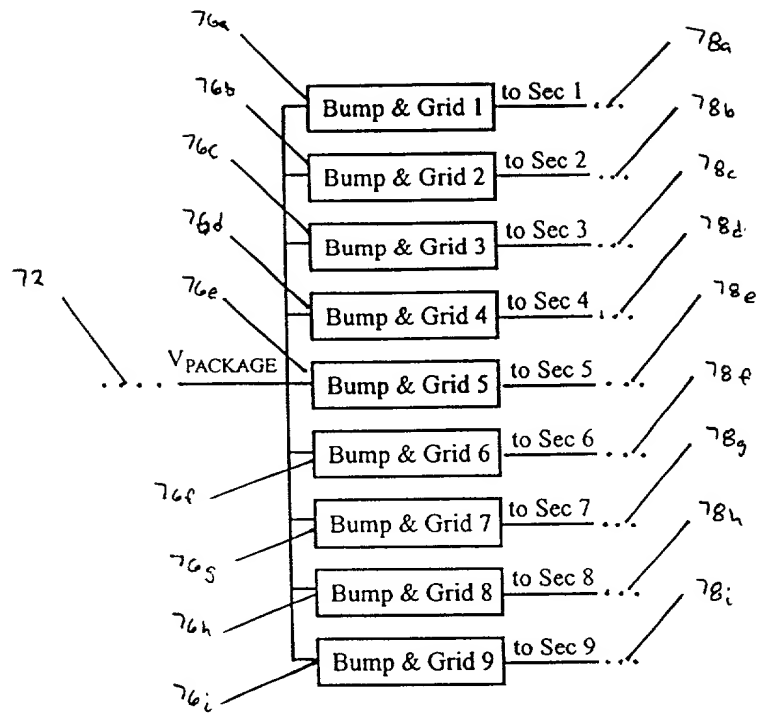 76a
78a
to Sec 1
Bump & Grid 1
76b
78b
to Sec 2
Bump & Grid 2
76c
78c
to Sec 3
Bump & Grid 3
76d
78d
to Sec 4
Bump & Grid 4
72
76e
78e
VPACKAGE
to Sec 5
Bump & Grid 5
78f
to Sec 6
Bump & Grid 6
76f
78g
to Sec 7
Bump & Grid 7
76g
78h
to Sec 8
Bump & Grid 8
76h
78i
to Sec 9
Bump & Grid 9
76i